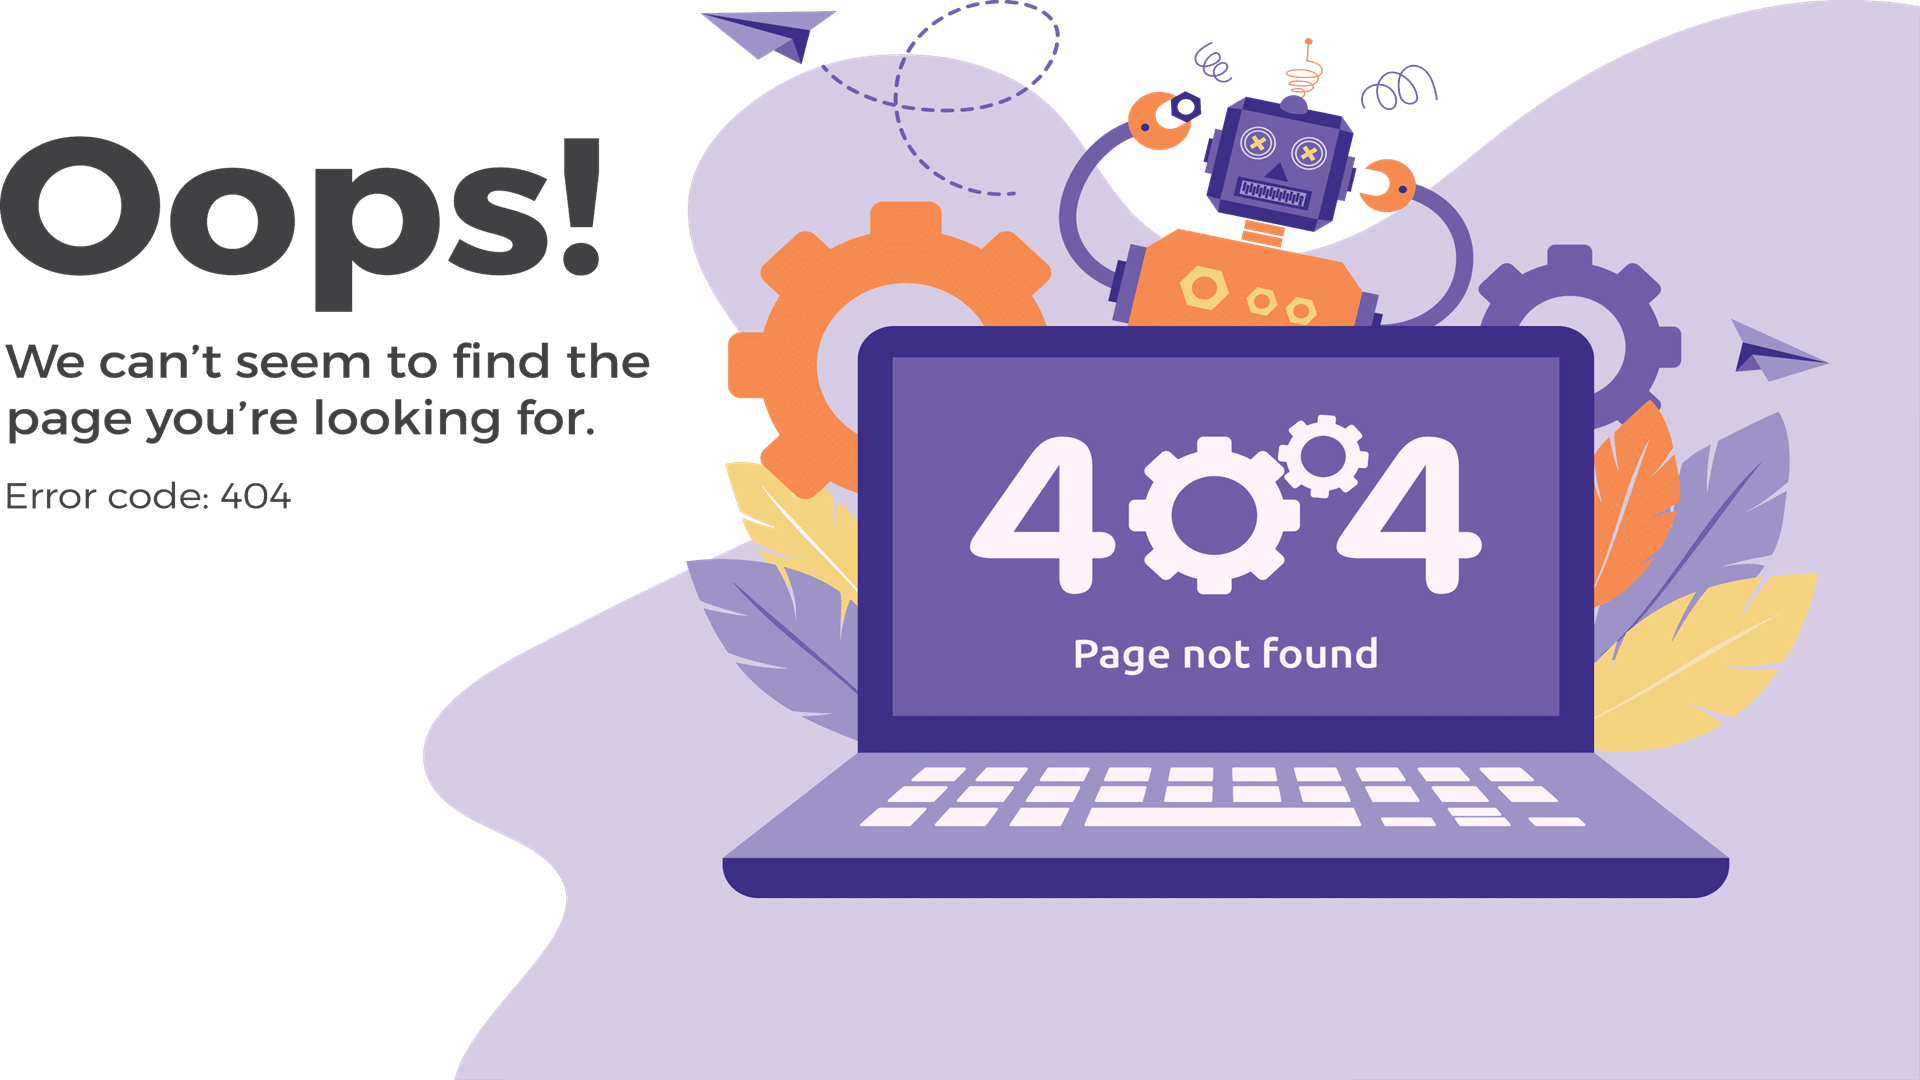 Oops!
We can’t seem to find the
page you’re looking for.
Error code: 404
404
Page not found